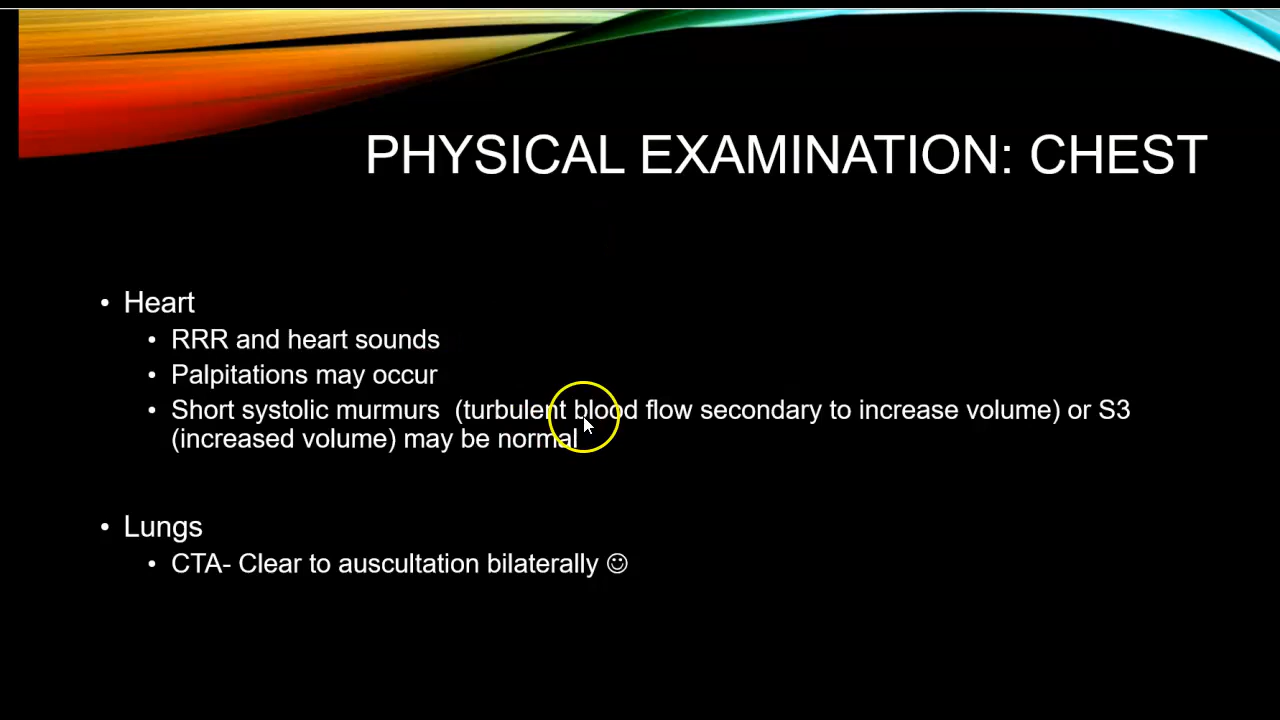 PHYSICAL EXAMINATION: CHEST
• Heart
• RRR and heart sounds
• Palpitations may occur
• Short systolic murmurs (turbulent blood flow secondary to increase volume) or S3
(increased volume) may be normal
• Lungs
• CTA- Clear to auscultation bilaterally ☺